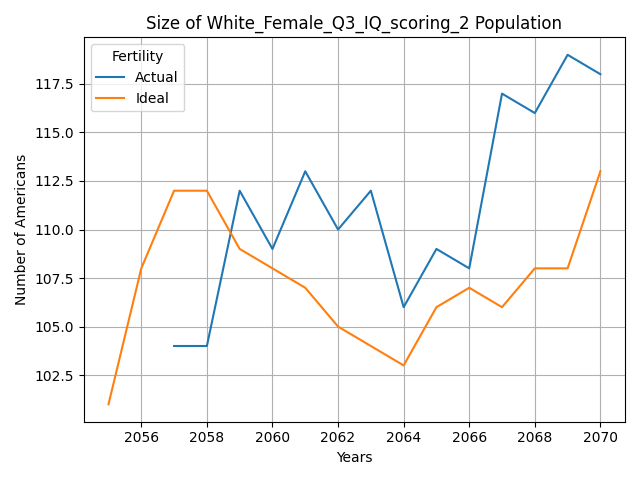 Size of White_Female_Q3_IQ_scoring_2 Population
Fertility
Actual
Ideal
Number of Americans
117.5
115.0
112.5
110.0
107.5
105.0
102.5
2056 2058 2060 2062 2064 2066 2068 2070
Years